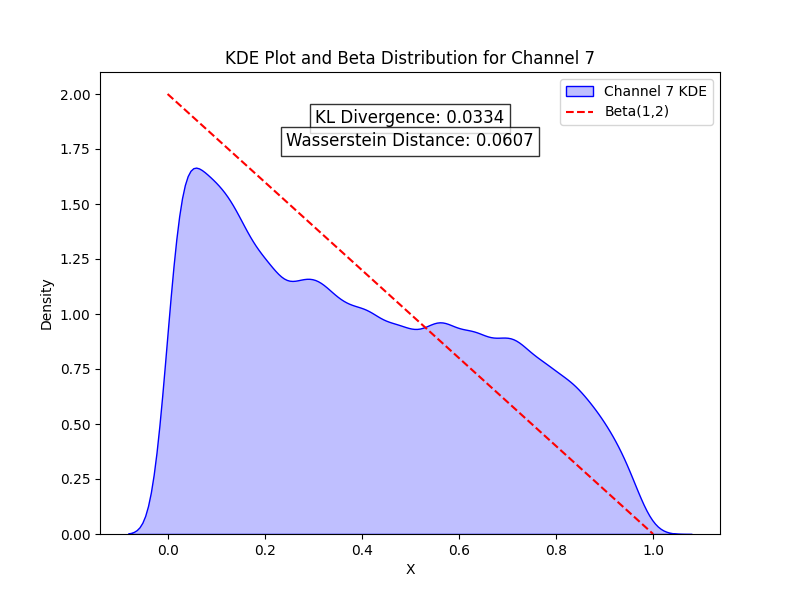 KDE Plot and Beta Distribution for Channel 7
Channel 7 KDE
Beta(1,2)
KL Divergence: 0.0334
Wasserstein Distance: 0.0607
Density
2.00
1.75
1.50
1.25
1.00
0.75
0.50
0.25
0.00
0.0 0.2 0.4 0.6 0.8 1.0
X